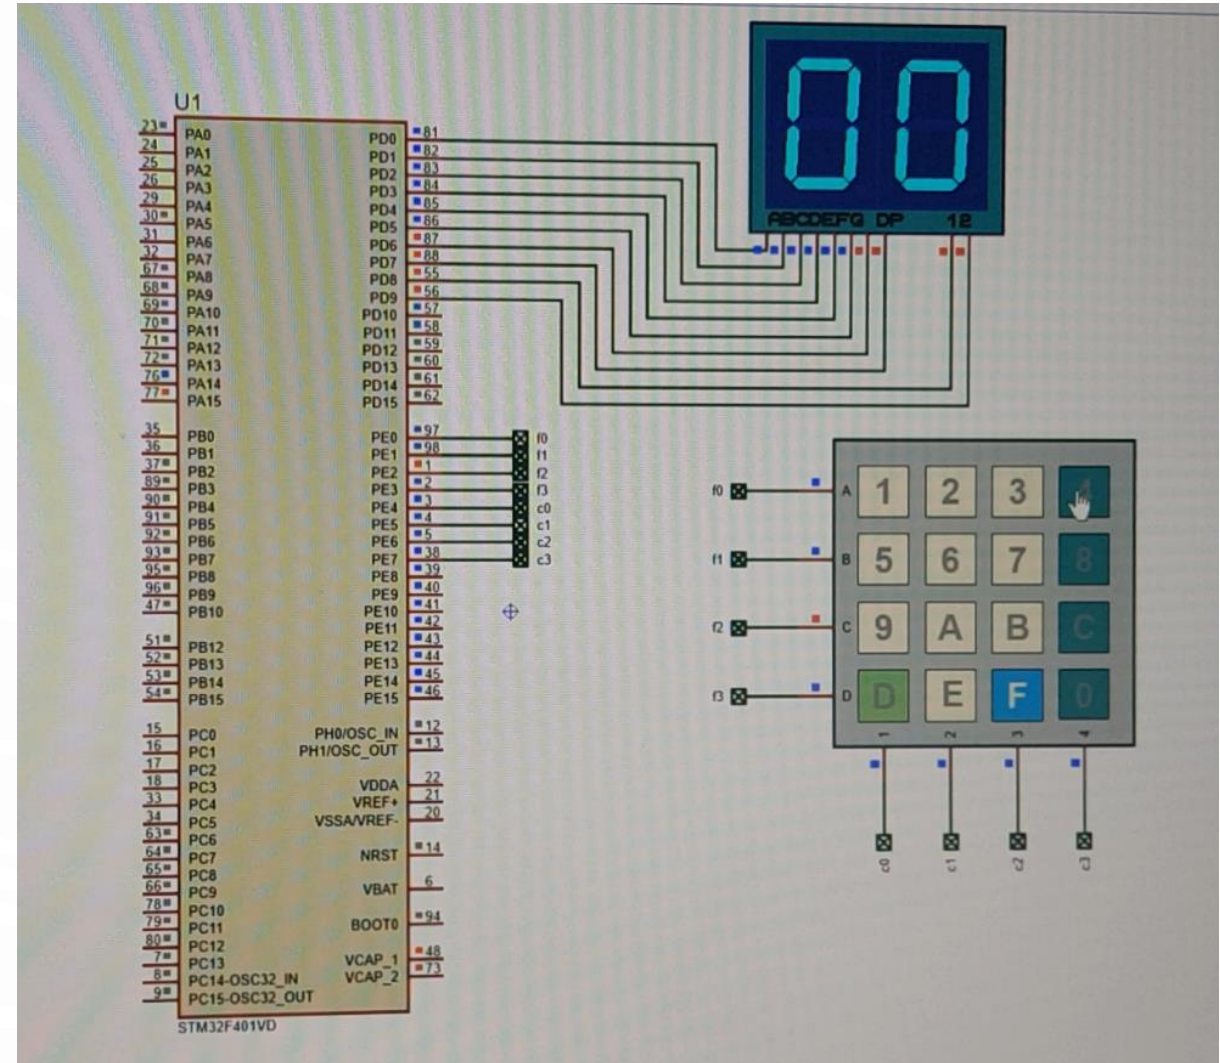 00
ABCDEFG DP 12
U1
23 PA0 PD0 81
24 PA1 PD1 82
25 PA2 PD2 83
26 PA3 PD3 84
29 PA4 PD4 85
30 PA5 PD5 86
31 PA6 PD6 87
32 PA7 PD7 88
67 PA8 PD8 55
68 PA9 PD9 56
69 PA10 PD10 57
70 PA11 PD11 58
71 PA12 PD12 59
72 PA13 PD13 60
76 PA14 PD14 61
77 PA15 PD15 62
35 PB0 PE0 97 f0
36 PB1 PE1 98 f1
37 PB2 PE2 1 f2
89 PB3 PE3 2 f3
90 PB4 PE4 3 c0
91 PB5 PE5 4 c1
92 PB6 PE6 5 c2
93 PB7 PE7 38 c3
95 PB8 PE8 39
96 PB9 PE9 40
47 PB10 PE10 41
PE11 42
51 PB12 PE12 43
52 PB13 PE13 44
53 PB14 PE14 45
54 PB15 PE15 46
15 PC0 PH0/OSC_IN 12
16 PC1 PH1/OSC_OUT 13
17 PC2
18 PC3 VDDA 22
33 PC4 VREF+ 21
34 PC5 VSSA/VREF- 20
63 PC6
64 PC7 NRST 14
65 PC8
66 PC9 VBAT 6
78 PC10
79 PC11 BOOT0 94
80 PC12
7 PC13 VCAP_1 48
8 PC14-OSC32_IN VCAP_2 73
9 PC15-OSC32_OUT
STM32F401VD
f0 A 1 2 3
f1 B 5 6 7 8
f2 C 9 A B C
f3 D D E F 0
1 2 3 4
c0 c1 c2 c3